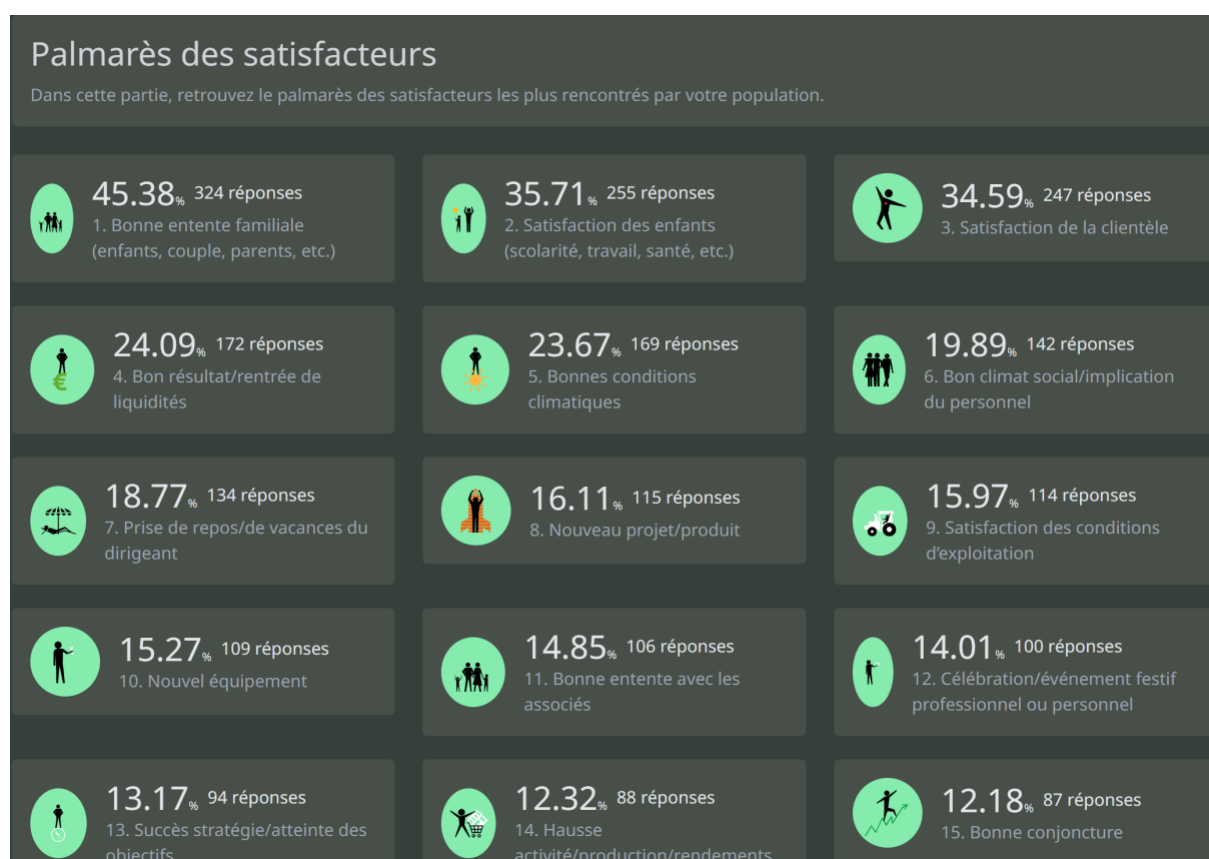 Palmarès des satisfacteurs
Dans cette partie, retrouvez le palmarès des satisfacteurs les plus rencontrés par votre population.
45.38% 324 réponses
1. Bonne entente familiale
(enfants, couple, parents, etc.)
35.71% 255 réponses
2. Satisfaction des enfants
(scolarité, travail, santé, etc.)
34.59% 247 réponses
3. Satisfaction de la clientèle
24.09% 172 réponses
4. Bon résultat/rentrée de
liquidités
23.67% 169 réponses
5. Bonnes conditions
climatiques
19.89% 142 réponses
6. Bon climat social/implication
du personnel
18.77% 134 réponses
7. Prise de repos/de vacances du
dirigeant
16.11% 115 réponses
8. Nouveau projet/produit
15.97% 114 réponses
9. Satisfaction des conditions
d’exploitation
15.27% 109 réponses
10. Nouvel équipement
14.85% 106 réponses
11. Bonne entente avec les
associés
14.01% 100 réponses
12. Célébration/événement festif
professionnel ou personnel
13.17% 94 réponses
13. Succès stratégie/atteinte des
objectifs
12.32% 88 réponses
14. Hausse
activité/production/rendements
12.18% 87 réponses
15. Bonne conjoncture